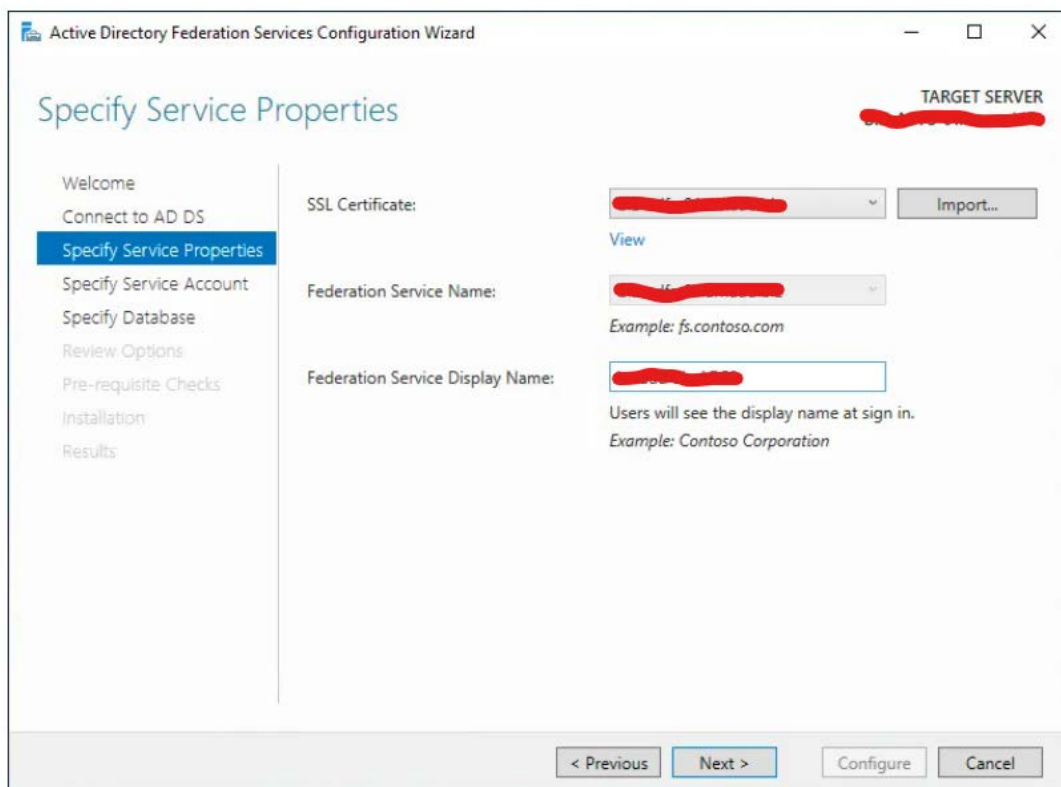 Active Directory Federation Services Configuration Wizard
Specify Service Properties
TARGET SERVER
Welcome
Connect to AD DS
Specify Service Properties
Specify Service Account
Specify Database
Review Options
Pre-requisite Checks
Installation
Results
SSL Certificate:
Import...
View
Federation Service Name:
Example: fs.contoso.com
Federation Service Display Name:
Users will see the display name at sign in.
Example: Contoso Corporation
< Previous
Next >
Configure
Cancel